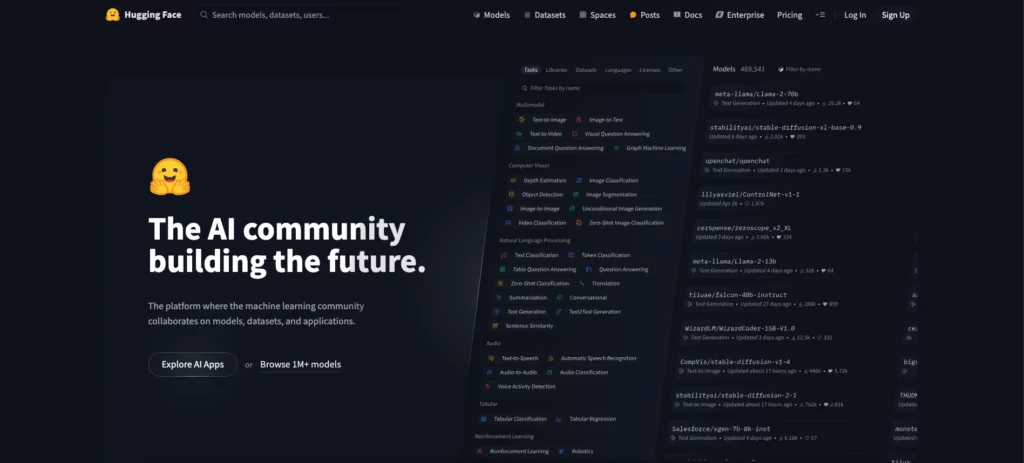 Hugging Face
Search models, datasets, users...
Models
Datasets
Spaces
Posts
Docs
Enterprise
Pricing
Log In
Sign Up
The AI community
building the future.
The platform where the machine learning community
collaborates on models, datasets, and applications.
Explore AI Apps or Browse 1M+ models
Tasks Libraries Datasets Languages Licenses Other
Filter Tasks by name
Multimodal
Text-to-Image Image-to-Text
Text-to-Video Visual Question Answering
Document Question Answering Graph Machine Learning
Computer Vision
Depth Estimation Image Classification
Object Detection Image Segmentation
Image-to-Image Unconditional Image Generation
Video Classification Zero-Shot Image Classification
Natural Language Processing
Text Classification Token Classification
Table Question Answering Question Answering
Zero-Shot Classification Translation
Summarization Conversational
Text Generation Text2Text Generation
Sentence Similarity
Audio
Text-to-Speech Automatic Speech Recognition
Audio-to-Audio Audio Classification
Voice Activity Detection
Tabular
Tabular Classification Tabular Regression
Reinforcement Learning
Reinforcement Learning Robotics
Models 469,541 Filter by name
meta-llama/Llama-2-70b
Text Generation • Updated 4 days ago • 25.2k • 64
stabilityai/stable-diffusion-xl-base-0.9
Updated 6 days ago • 2.01k • 393
openchat/openchat
Text Generation • Updated 2 days ago • 1.3k • 136
lllyasviel/ControlNet-v1-1
Updated Apr 26 • 1.87k
cerspense/zeroscope_v2_XL
Updated 3 days ago • 2.66k • 334
meta-llama/Llama-2-13b
Text Generation • Updated 4 days ago • 328 • 64
tiiuae/falcon-40b-instruct
Text Generation • Updated 27 days ago • 288k • 899
WizardLM/WizardCoder-15B-V1.0
Text Generation • Updated 3 days ago • 12.5k • 332
CompVis/stable-diffusion-v1-4
Text-to-Image • Updated about 17 hours ago • 448k • 5.72k
stabilityai/stable-diffusion-2-1
Text-to-Image • Updated about 17 hours ago • 782k • 2.81k
Salesforce/xgen-7b-8k-inst
Text Generation • Updated 4 days ago • 6.18k • 57